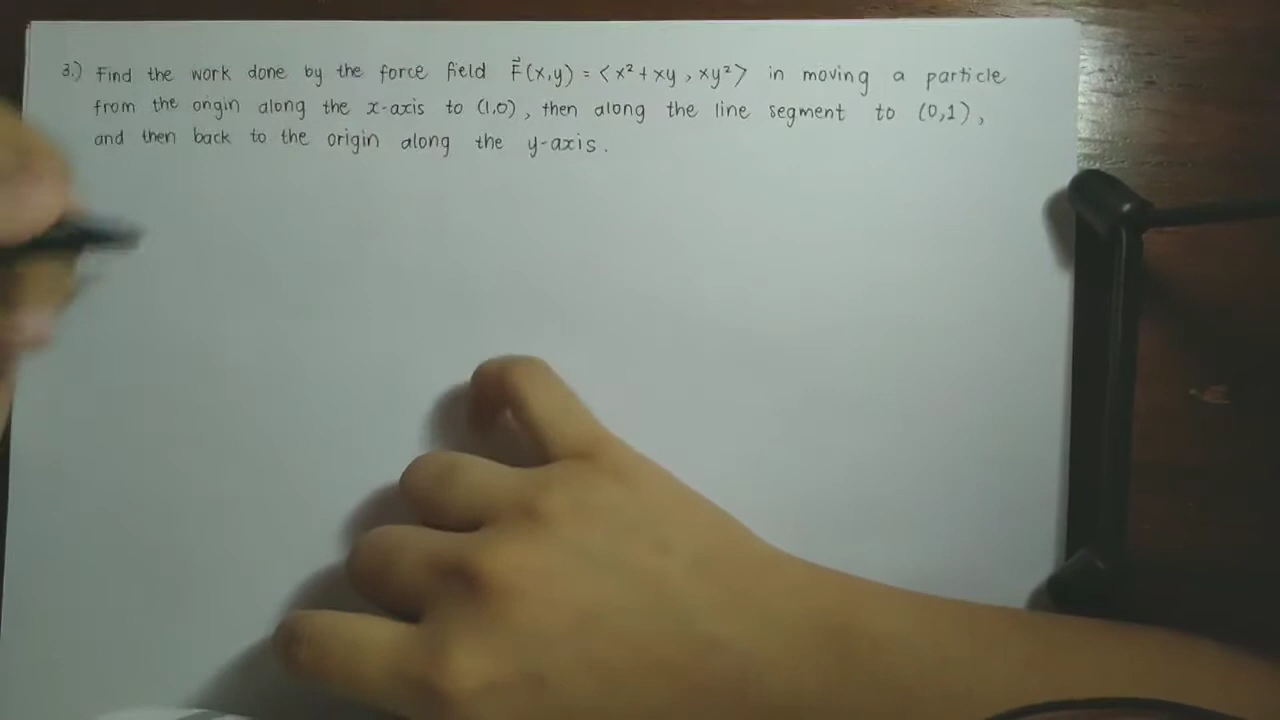 3.) Find the work done by the force field F⃗(x,y) = ⟨x²+xy, xy²⟩ in moving a particle
from the origin along the x-axis to (1,0), then along the line segment to (0,1),
and then back to the origin along the y-axis.